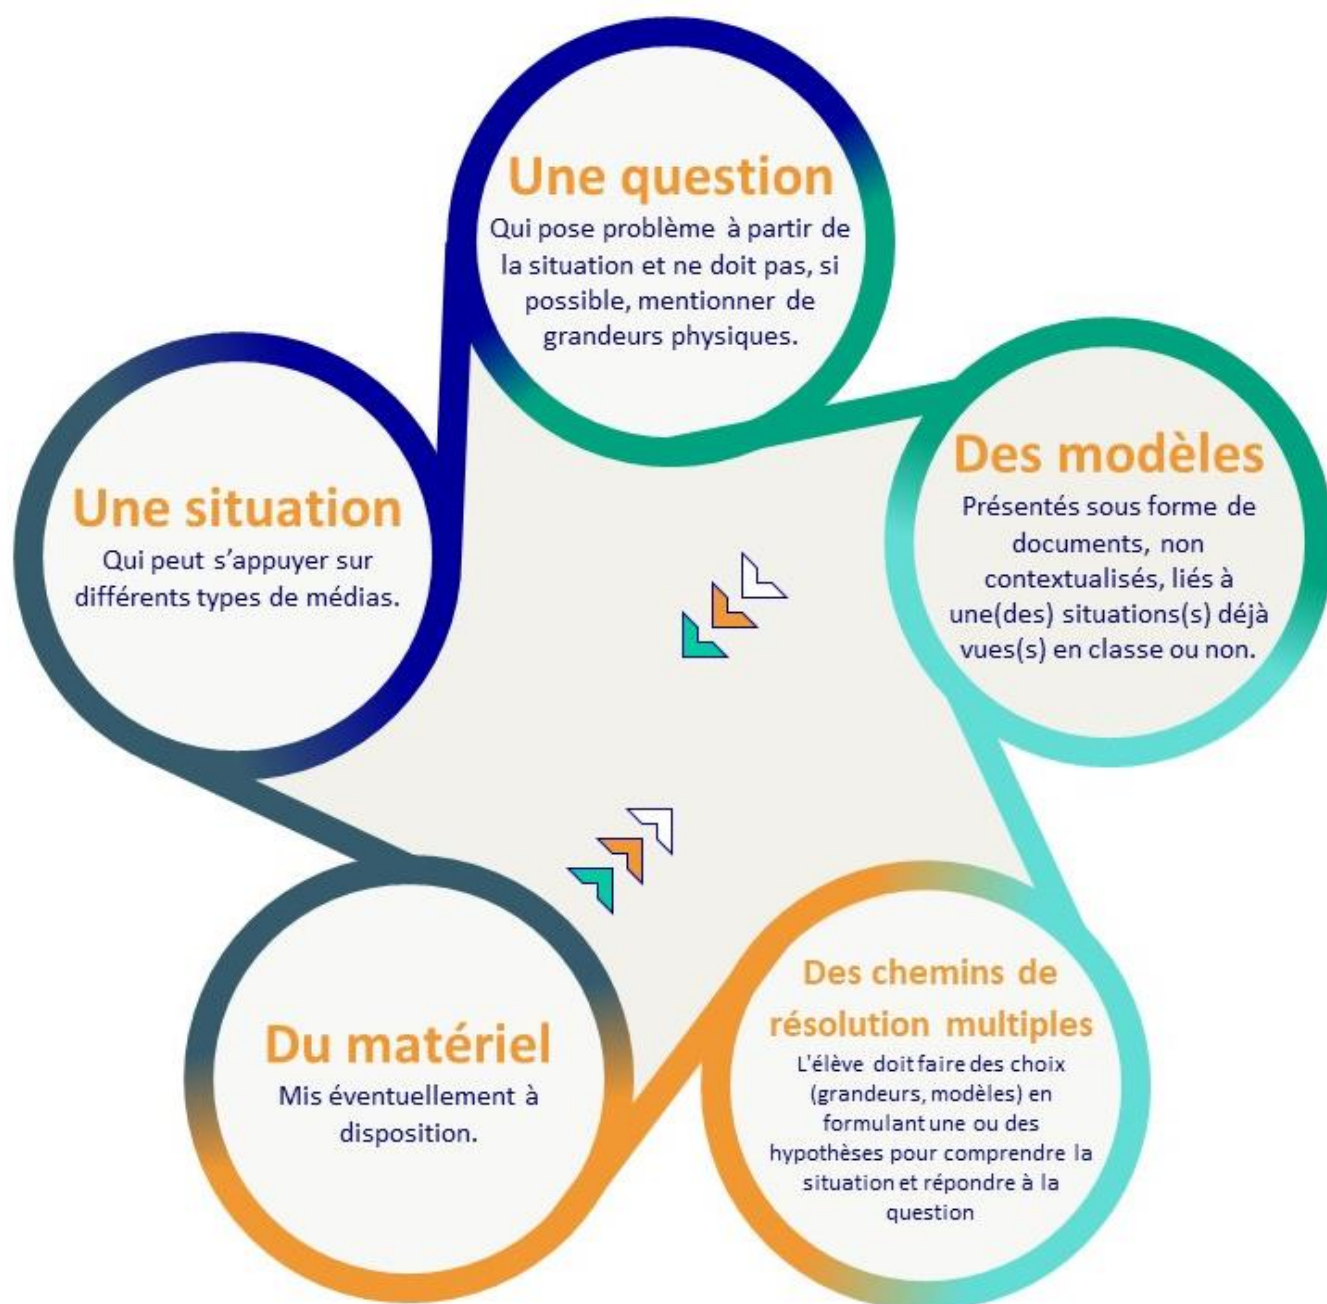 Une question
Qui pose problème à partir de
la situation et ne doit pas, si
possible, mentionner de
grandeurs physiques.
Une situation
Qui peut s'appuyer sur
différents types de médias.
Des modèles
Présentés sous forme de
documents, non
contextualisés, liés à
une(des) situations(s) déjà
vues(s) en classe ou non.
Du matériel
Mis éventuellement à
disposition.
Des chemins de
résolution multiples
L'élève doit faire des choix
(grandeurs, modèles) en
formulant une ou des
hypothèses pour comprendre la
situation et répondre à la
question